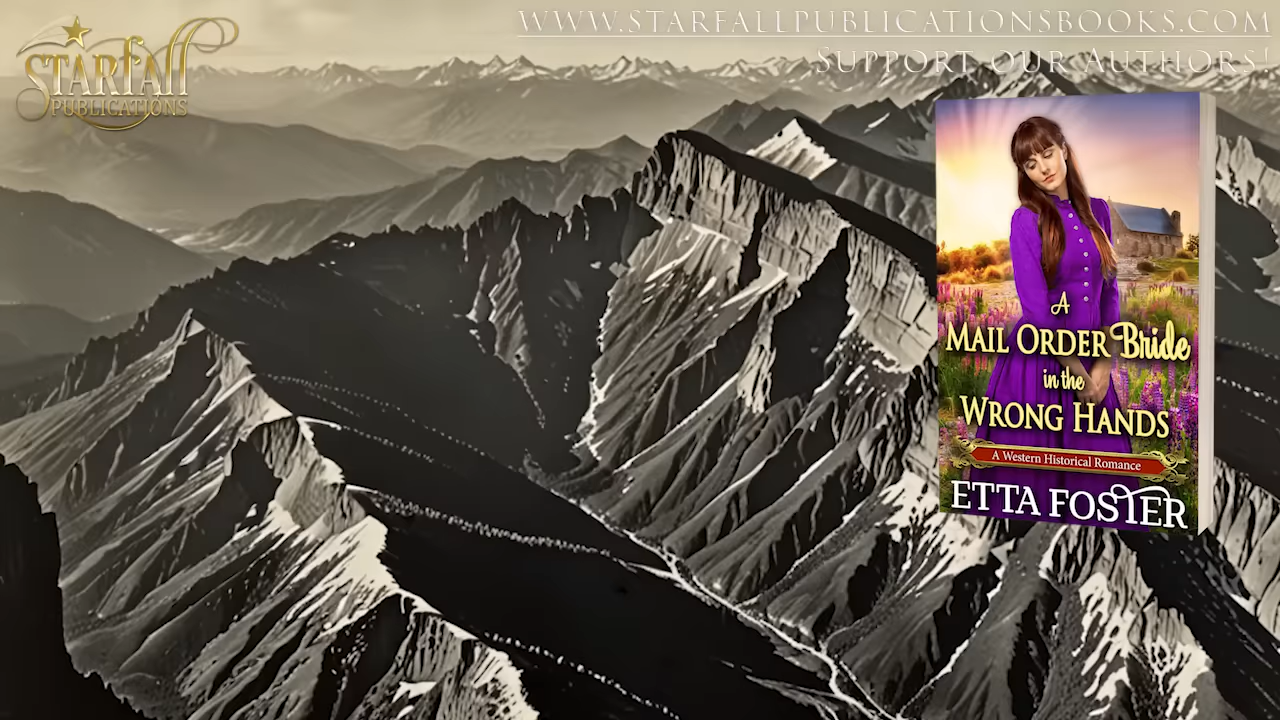 STARfall
PUBLICATIONS
WWW.STARFALLPUBLICATIONSBOOKS.COM
Support our Authors!
A
MAIL ORDER Bride
in the
WRONG HANDS
A Western Historical Romance
ETTA FOSTER